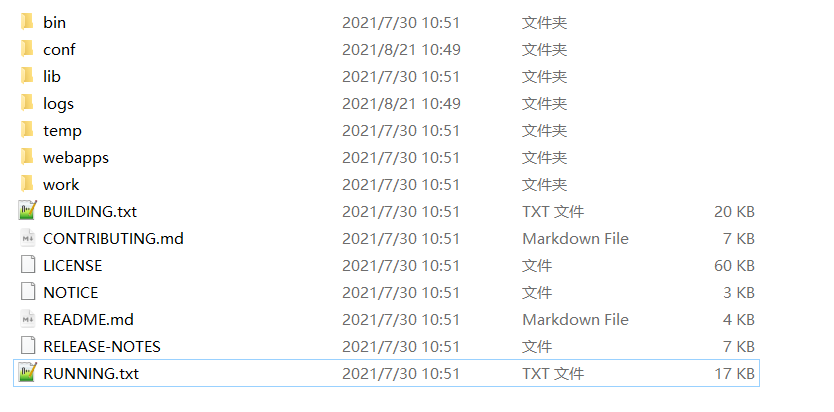 bin 2021/7/30 10:51 文件夹
conf 2021/8/21 10:49 文件夹
lib 2021/7/30 10:51 文件夹
logs 2021/8/21 10:49 文件夹
temp 2021/7/30 10:51 文件夹
webapps 2021/7/30 10:51 文件夹
work 2021/7/30 10:51 文件夹
BUILDING.txt 2021/7/30 10:51 TXT 文件 20 KB
CONTRIBUTING.md 2021/7/30 10:51 Markdown File 7 KB
LICENSE 2021/7/30 10:51 文件 60 KB
NOTICE 2021/7/30 10:51 文件 3 KB
README.md 2021/7/30 10:51 Markdown File 4 KB
RELEASE-NOTES 2021/7/30 10:51 文件 7 KB
RUNNING.txt 2021/7/30 10:51 TXT 文件 17 KB